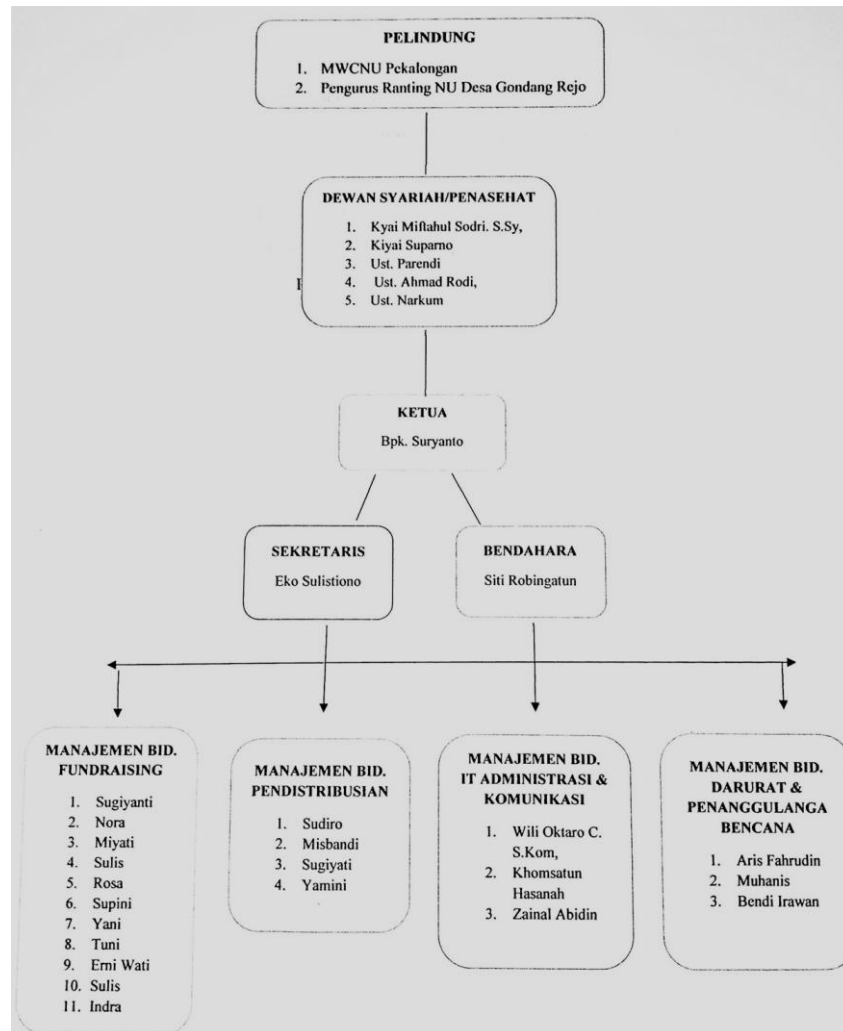 PELINDUNG
1. MWCNU Pekalongan
2. Pengurus Ranting NU Desa Gondang Rejo
DEWAN SYARIAH/PENASEHAT
1. Kyai Miftahul Sodri. S.Sy,
2. Kiyai Suparno
3. Ust. Parendi
4. Ust. Ahmad Rodi,
5. Ust. Narkum
KETUA
Bpk. Suryanto
SEKRETARIS
Eko Sulistiono
BENDAHARA
Siti Robingatun
MANAJEMEN BID.
FUNDRAISING
1. Sugiyanti
2. Nora
3. Miyati
4. Sulis
5. Rosa
6. Supini
7. Yani
8. Tuni
9. Erni Wati
10. Sulis
11. Indra
MANAJEMEN BID.
PENDISTRIBUSIAN
1. Sudiro
2. Misbandi
3. Sugiyati
4. Yamini
MANAJEMEN BID.
IT ADMINISTRASI &
KOMUNIKASI
1. Wili Oktaro C.
S.Kom,
2. Khomsatun
Hasanah
3. Zainal Abidin
MANAJEMEN BID.
DARURAT &
PENANGGULANGA
BENCANA
1. Aris Fahrudin
2. Muhanis
3. Bendi Irawan